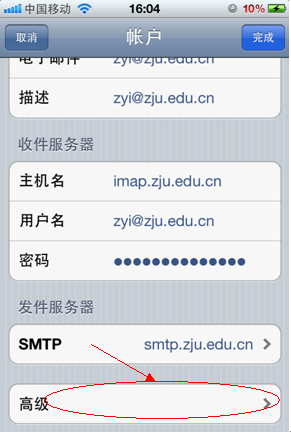 中国移动 16:04 10%
取消 帐户 完成
电子邮件 zyi@zju.edu.cn
描述 zyi@zju.edu.cn
收件服务器
主机名 imap.zju.edu.cn
用户名 zyi@zju.edu.cn
密码 ●●●●●●●●●●●●●●
发件服务器
SMTP smtp.zju.edu.cn
高级